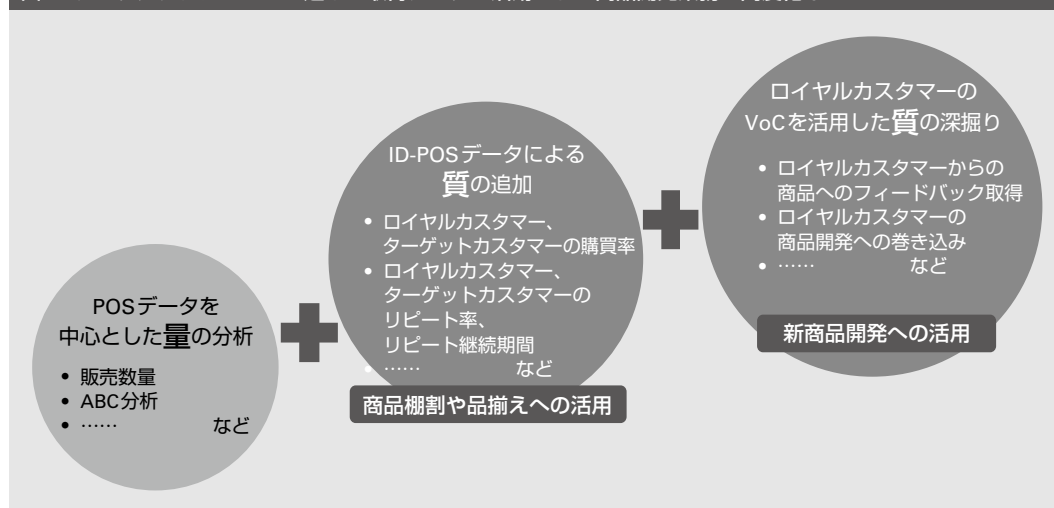 POSデータを
中心とした量の分析
• 販売数量
• ABC分析
• …… など
ID-POSデータによる
質の追加
• ロイヤルカスタマー、
ターゲットカスタマーの購買率
• ロイヤルカスタマー、
ターゲットカスタマーの
リピート率、
リピート継続期間
• …… など
商品棚割や品揃えへの活用
ロイヤルカスタマーの
VoCを活用した質の深掘り
• ロイヤルカスタマーからの
商品へのフィードバック取得
• ロイヤルカスタマーの
商品開発への巻き込み
• …… など
新商品開発への活用